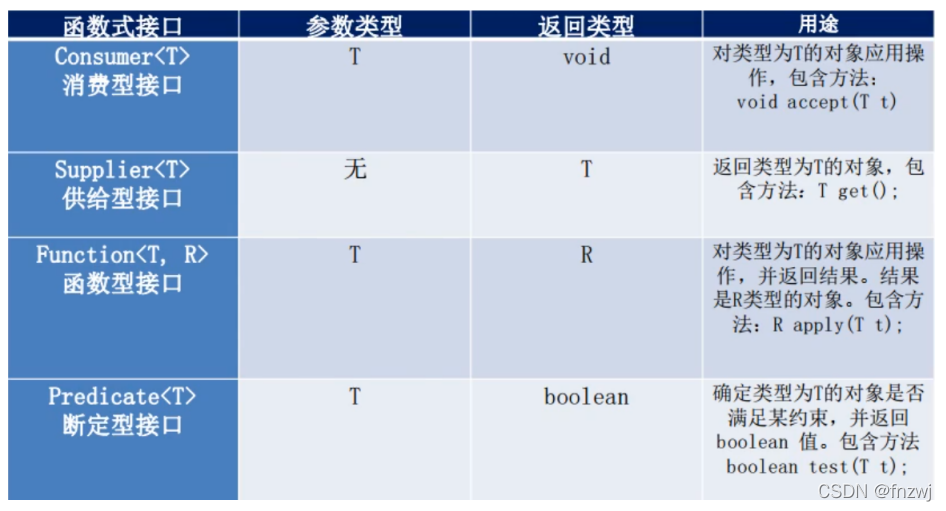 函数式接口 参数类型 返回类型 用途
Consumer<T> T void 对类型为T的对象应用操
消费型接口 作，包含方法：
void accept(T t)
Supplier<T> 无 T 返回类型为T的对象，包
供给型接口 含方法：T get();
Function<T, R> T R 对类型为T的对象应用操
函数型接口 作，并返回结果。结果
是R类型的对象。包含方
法：R apply(T t);
Predicate<T> T boolean 确定类型为T的对象是否
断定型接口 满足某约束，并返回
boolean 值。包含方法
boolean test(T t);
CSDN @fnzwj